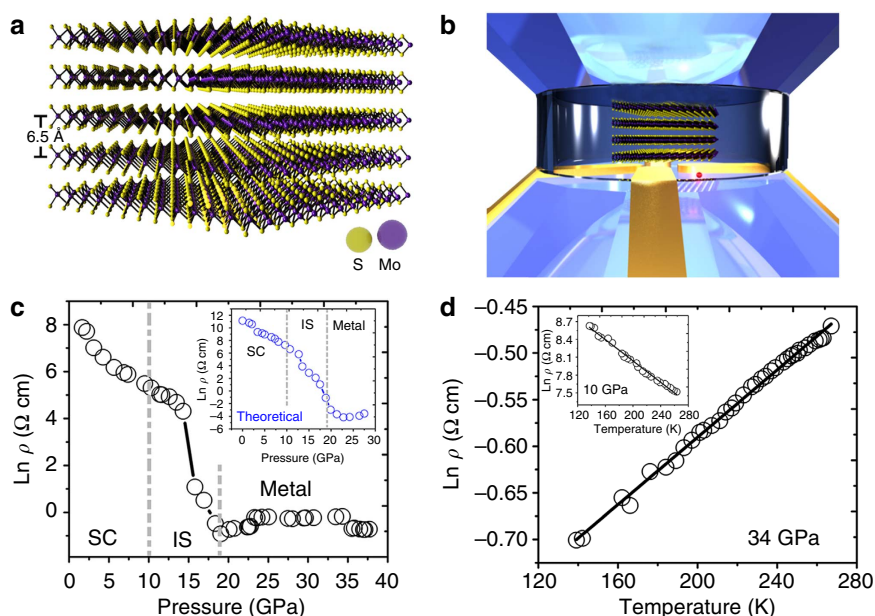 a
6.5 Å
S
Mo
b
c
Ln ρ (Ω cm)
8
6
4
2
0
SC
IS
Metal
0
5
10
15
20
25
30
35
40
Pressure (GPa)
Ln ρ (Ω cm)
12
10
8
6
4
2
0
−2
−4
−6
SC
IS
Metal
Theoretical
0
5
10
15
20
25
30
Pressure (GPa)
d
Ln ρ (Ω cm)
−0.45
−0.50
−0.55
−0.60
−0.65
−0.70
34 GPa
120
160
200
240
280
Temperature (K)
Ln ρ (Ω cm)
8.7
8.4
8.1
7.8
7.5
10 GPa
120
160
200
240
280
Temperature (K)